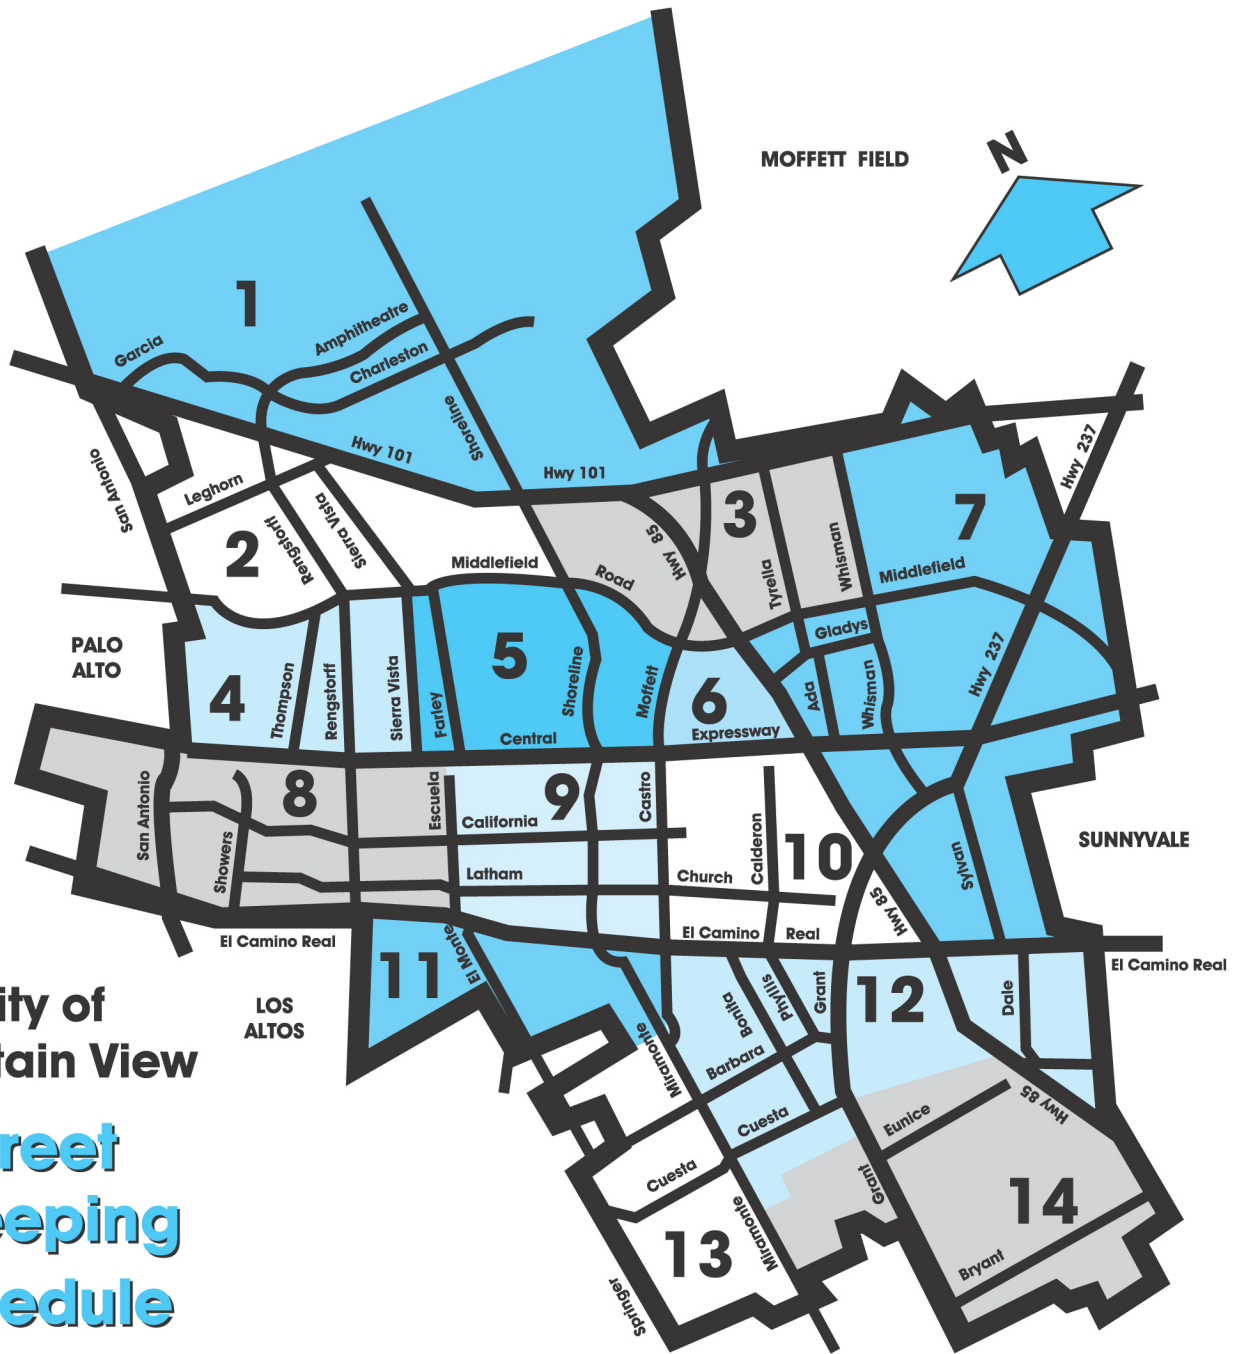 MOFFETT FIELD
N
1
Garcia
Amphitheatre
Charleston
Shoreline
Hwy 101
Hwy 101
Hwy 237
San Antonio
Leghorn
2
Rengstorff
Sierra Vista
Middlefield
Road
Hwy 85
3
Tyrella
Whisman
7
Middlefield
PALO
ALTO
4
Thompson
Rengstorff
Sierra Vista
Farley
5
Shoreline
Moffett
6
Gladys
Ada
Whisman
Hwy 237
Central
Expressway
San Antonio
Showers
8
Escuela
California
9
Castro
Latham
Church
Calderon
10
Hwy 85
Sylvan
SUNNYVALE
El Camino Real
El Camino
Real
El Camino Real
11
El Monte
LOS
ALTOS
Miramonte
Bonita
Phyllis
Grant
12
Dale
Barbara
Cuesta
Hwy 85
Eunice
Grant
Cuesta
13
Miramonte
Springer
14
Bryant
ity of
tain View
reet
eeping
edule